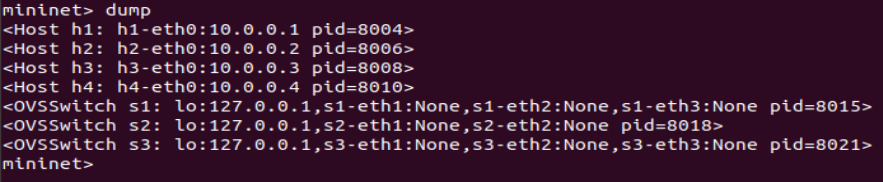 mininet> dump
<Host h1: h1-eth0:10.0.0.1 pid=8004>
<Host h2: h2-eth0:10.0.0.2 pid=8006>
<Host h3: h3-eth0:10.0.0.3 pid=8008>
<Host h4: h4-eth0:10.0.0.4 pid=8010>
<OVSSwitch s1: lo:127.0.0.1,s1-eth1:None,s1-eth2:None,s1-eth3:None pid=8015>
<OVSSwitch s2: lo:127.0.0.1,s2-eth1:None,s2-eth2:None pid=8018>
<OVSSwitch s3: lo:127.0.0.1,s3-eth1:None,s3-eth2:None,s3-eth3:None pid=8021>
mininet>